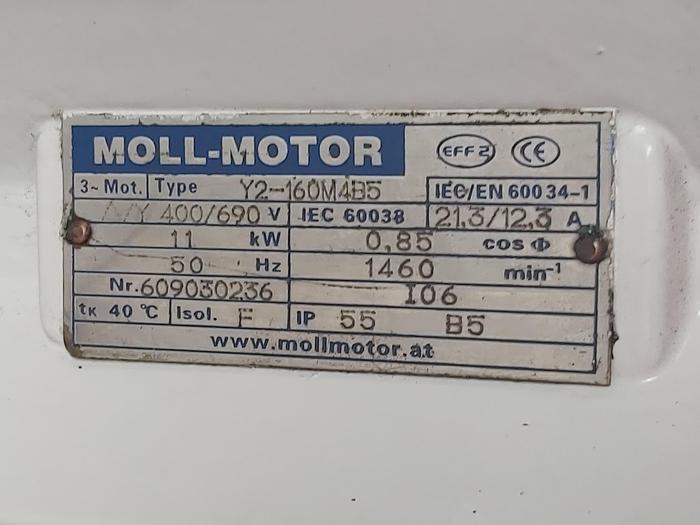 MOLL-MOTOR EFF2 CE
3~ Mot. Type Y2-160M4B5 IEC/EN 60034-1
Δ/Y 400/690 V IEC 60038 21,3/12,3 A
11 kW 0,85 cos Φ
50 Hz 1460 min⁻¹
Nr. 609030236 I06
tK 40 °C Isol. F IP 55 B5
www.mollmotor.at